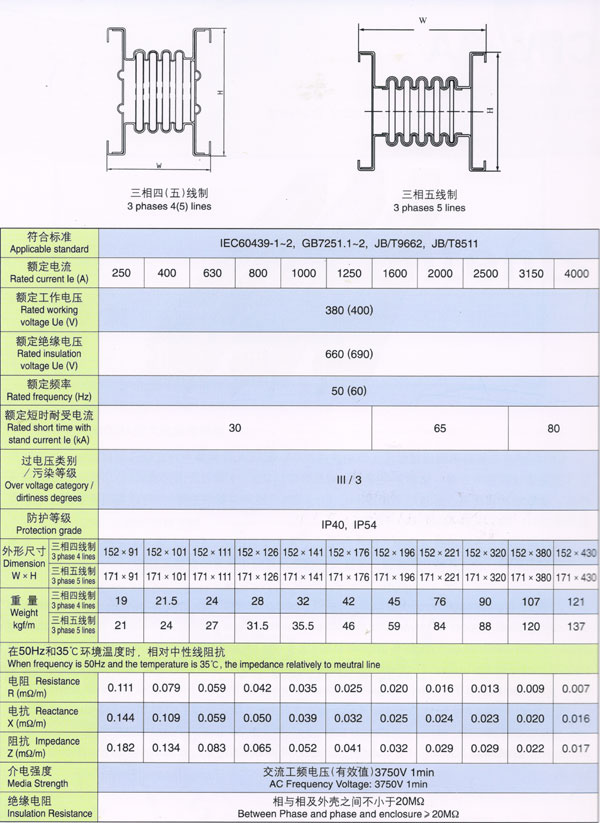 W
H
H
W
三相四(五)线制
3 phases 4(5) lines
三相五线制
3 phases 5 lines
符合标准
Applicable standard
IEC60439-1~2, GB7251.1~2, JB/T9662, JB/T8511
额定电流
Rated current Ie (A)
250 400 630 800 1000 1250 1600 2000 2500 3150 4000
额定工作电压
Rated working
voltage Ue (V)
380 (400)
额定绝缘电压
Rated insulation
voltage Ue (V)
660 (690)
额定频率
Rated frequency (Hz)
50 (60)
额定短时耐受电流
Rated short time with
stand current Ie (kA)
30 65 80
过电压类别
/污染等级
Over voltage category /
dirtiness degrees
III / 3
防护等级
Protection grade
IP40, IP54
外形尺寸
Dimension
W × H
三相四线制
3 phase 4 lines
152 × 91 152 × 101 152 × 111 152 × 126 152 × 141 152 × 176 152 × 196 152 × 221 152 × 320 152 × 380 152 × 430
三相五线制
3 phase 5 lines
171 × 91 171 × 101 171 × 111 171 × 126 171 × 141 171 × 176 171 × 196 171 × 221 171 × 320 171 × 380 171 × 430
重 量
Weight
kgf/m
三相四线制
3 phase 4 lines
19 21.5 24 28 32 42 45 76 90 107 121
三相五线制
3 phase 5 lines
21 24 27 31.5 35.5 46 59 84 88 120 137
在50Hz和35℃环境温度时，相对中性线阻抗
When frequency is 50Hz and the temperature is 35℃, the impedance relatively to meutral line
电阻 Resistance
R (mΩ/m)
0.111 0.079 0.059 0.042 0.035 0.025 0.020 0.016 0.013 0.009 0.007
电抗 Reactance
X (mΩ/m)
0.144 0.109 0.059 0.050 0.039 0.032 0.025 0.024 0.023 0.020 0.016
阻抗 Impedance
Z (mΩ/m)
0.182 0.134 0.083 0.065 0.052 0.041 0.032 0.029 0.029 0.022 0.017
介电强度
Media Strength
交流工频电压(有效值)3750V 1min
AC Frequency Voltage: 3750V 1min
绝缘电阻
Insulation Resistance
相与相及外壳之间不小于20MΩ
Between Phase and phase and enclosure ≥ 20MΩ